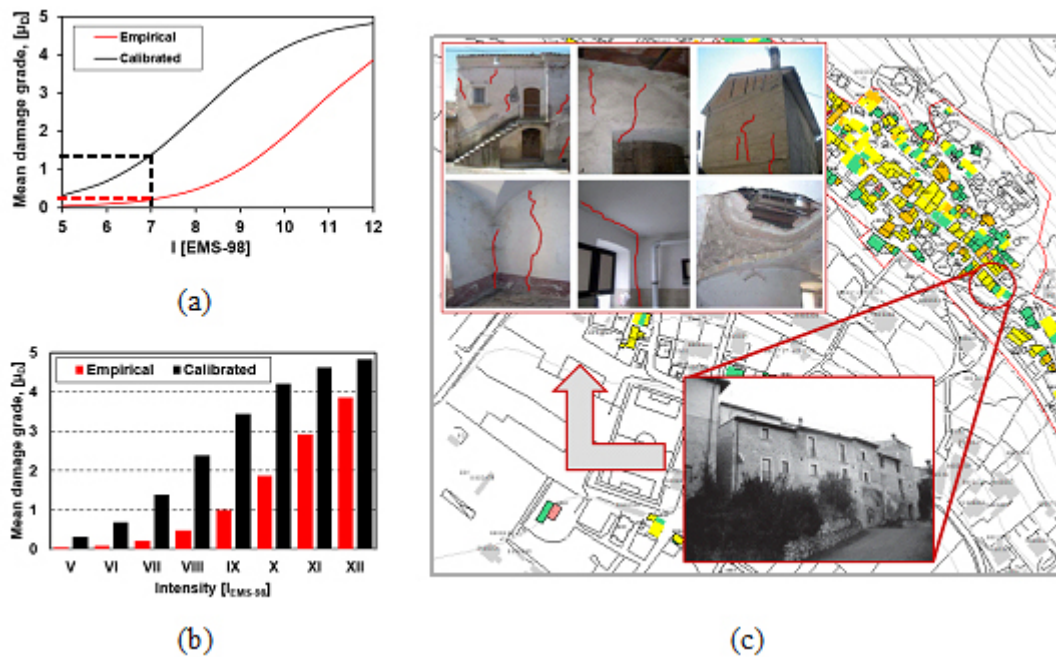 (a)
5
4
3
2
1
0
Mean damage grade, [μD]
Empirical
Calibrated
5 6 7 8 9 10 11 12
I [EMS-98]
(b)
5
4
3
2
1
0
Mean damage grade, [μD]
Empirical
Calibrated
V VI VII VIII IX X XI XII
Intensity [IEMS-98]
(c)